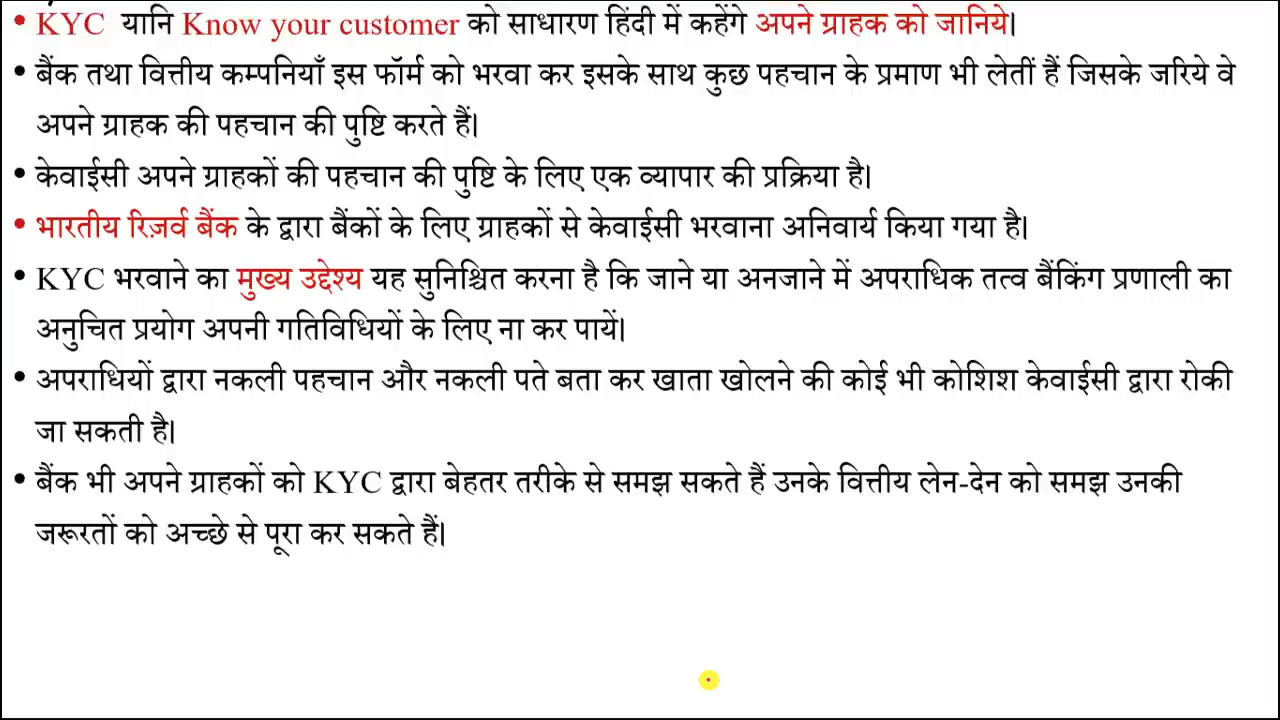 • KYC यानि Know your customer को साधारण हिंदी में कहेंगे अपने ग्राहक को जानिये।
• बैंक तथा वित्तीय कम्पनियाँ इस फॉर्म को भरवा कर इसके साथ कुछ पहचान के प्रमाण भी लेतीं हैं जिसके जरिये वे
अपने ग्राहक की पहचान की पुष्टि करते हैं।
• केवाईसी अपने ग्राहकों की पहचान की पुष्टि के लिए एक व्यापार की प्रक्रिया है।
• भारतीय रिज़र्व बैंक के द्वारा बैंकों के लिए ग्राहकों से केवाईसी भरवाना अनिवार्य किया गया है।
• KYC भरवाने का मुख्य उद्देश्य यह सुनिश्चित करना है कि जाने या अनजाने में अपराधिक तत्व बैंकिंग प्रणाली का
अनुचित प्रयोग अपनी गतिविधियों के लिए ना कर पायें।
• अपराधियों द्वारा नकली पहचान और नकली पते बता कर खाता खोलने की कोई भी कोशिश केवाईसी द्वारा रोकी
जा सकती है।
• बैंक भी अपने ग्राहकों को KYC द्वारा बेहतर तरीके से समझ सकते हैं उनके वित्तीय लेन-देन को समझ उनकी
जरूरतों को अच्छे से पूरा कर सकते हैं।